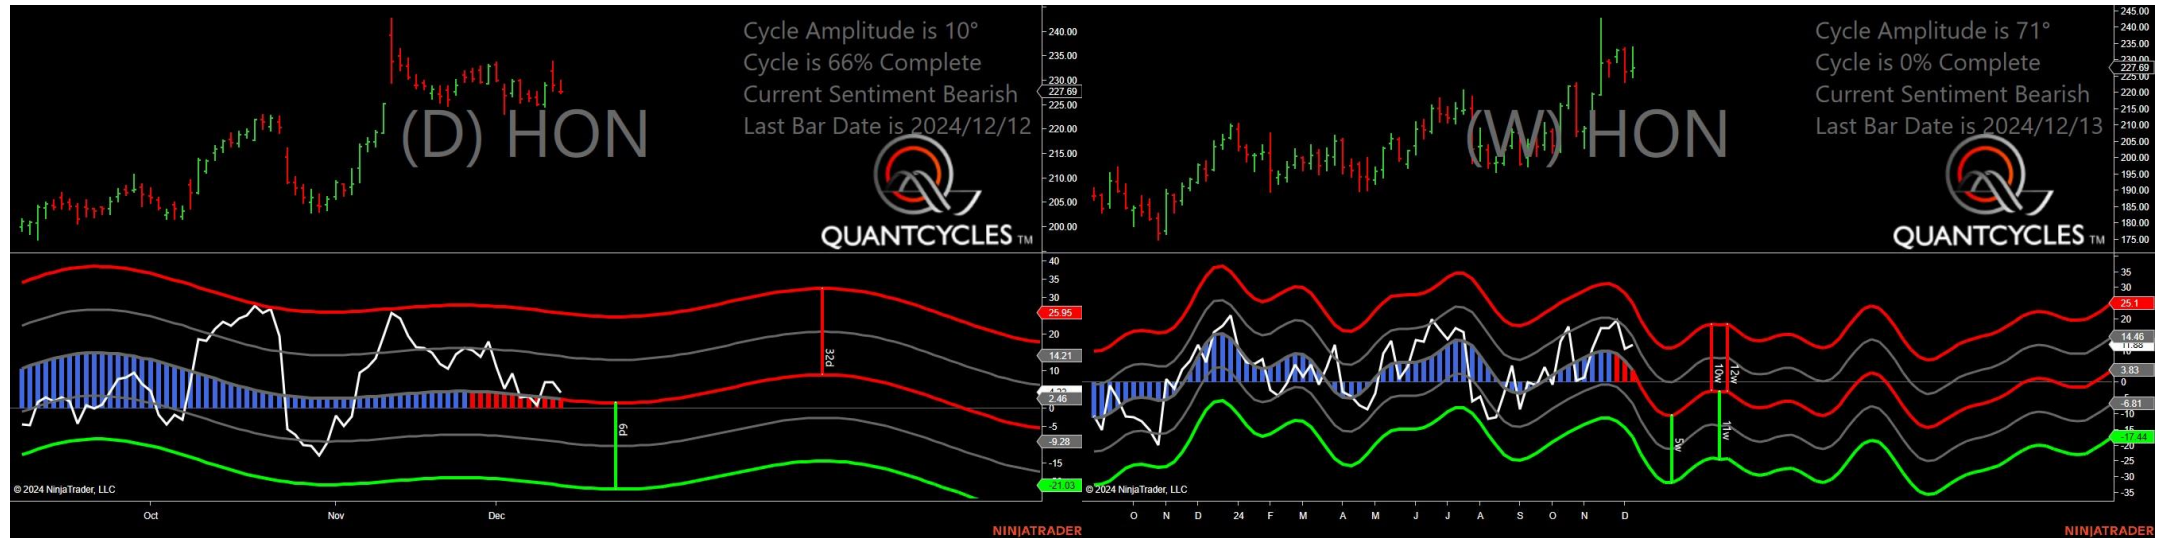 Cycle Amplitude is 10°
Cycle is 66% Complete
Current Sentiment Bearish
Last Bar Date is 2024/12/12
(D) HON
QUANTCYCLES TM
240.00
235.00
230.00
227.69
225.00
220.00
215.00
210.00
205.00
200.00
40
35
30
25.95
20
14.21
10
2.46
0
-5
-9.28
-15
-21.03
32d
6d
© 2024 NinjaTrader, LLC
Oct
Nov
Dec
NINJATRADER
Cycle Amplitude is 71°
Cycle is 0% Complete
Current Sentiment Bearish
Last Bar Date is 2024/12/13
(W) HON
QUANTCYCLES TM
245.00
240.00
235.00
227.69
225.00
220.00
215.00
210.00
205.00
200.00
195.00
190.00
185.00
180.00
175.00
35
30
25.1
20
14.46
11.88
3.83
0
-6.81
-10
-17.44
-20
-25
-30
-35
10w
12w
5w
11w
© 2024 NinjaTrader, LLC
O N D 24 F M A M J J A S O N D
NINJATRADER